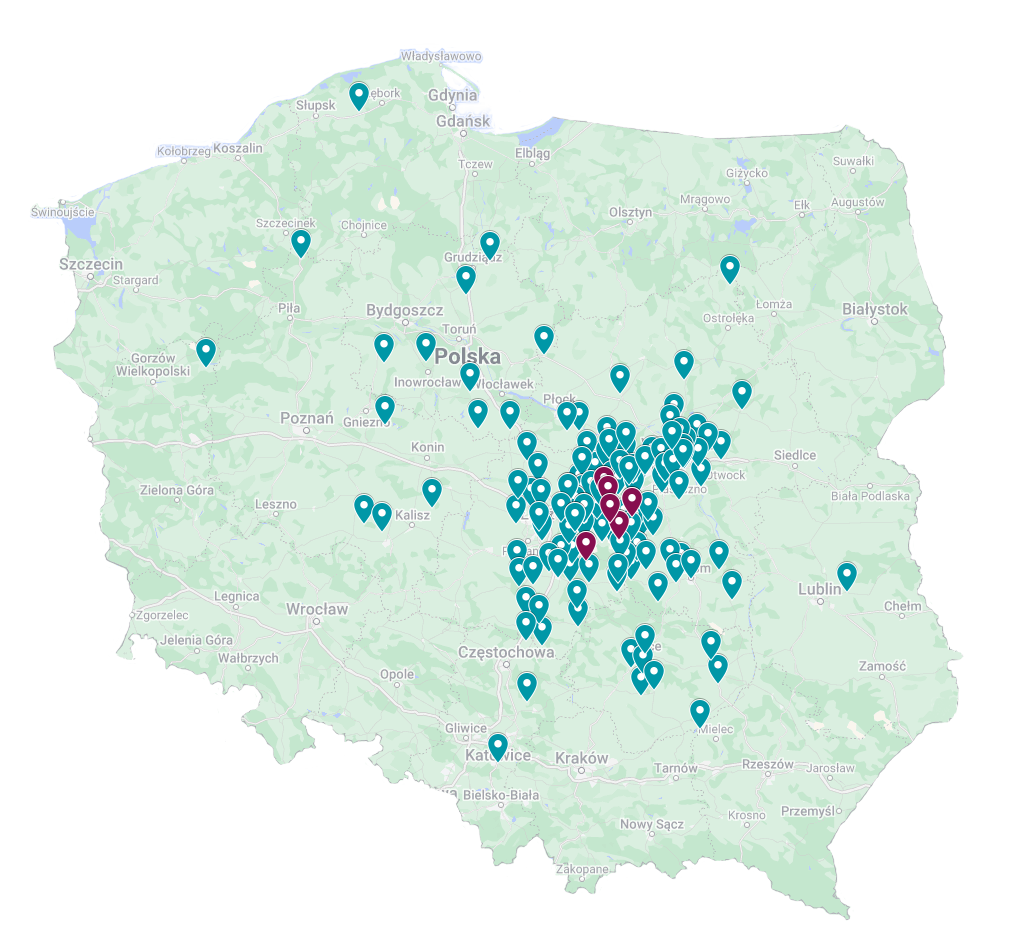 Władysławowo
Lębork
Gdynia
Słupsk
Gdańsk
Kołobrzeg
Koszalin
Elbląg
Tczew
Suwałki
Giżycko
Mrągowo
Ełk
Augustów
Świnoujście
Olsztyn
Szczecinek
Chojnice
Grudziądz
Szczecin
Stargard
Piła
Bydgoszcz
Łomża
Białystok
Ostrołęka
Toruń
Gorzów
Wielkopolski
Polska
Inowrocław
Włocławek
Płock
Gniezno
Poznań
Konin
Siedlce
Otwock
Piaseczno
Zielona Góra
Biała Podlaska
Leszno
Kalisz
Lublin
Legnica
Wrocław
Chełm
Zgorzelec
Jelenia Góra
Wałbrzych
Częstochowa
Zamość
Opole
Gliwice
Mielec
Katowice
Kraków
Tarnów
Rzeszów
Jarosław
Bielsko-Biała
Krosno
Przemyśl
Nowy Sącz
Zakopane